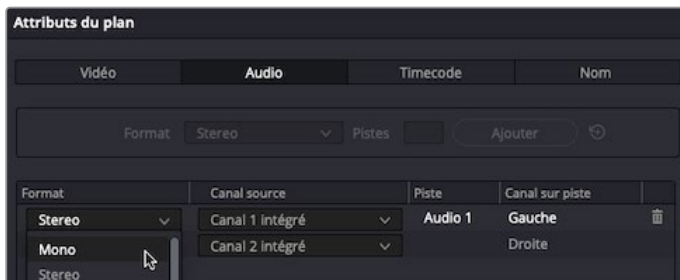 Attributs du plan
Vidéo Audio Timecode Nom
Format Stereo Pistes Ajouter
Format Canal source Piste Canal sur piste
Stereo Canal 1 intégré Audio 1 Gauche
Mono Canal 2 intégré Droite
Stereo